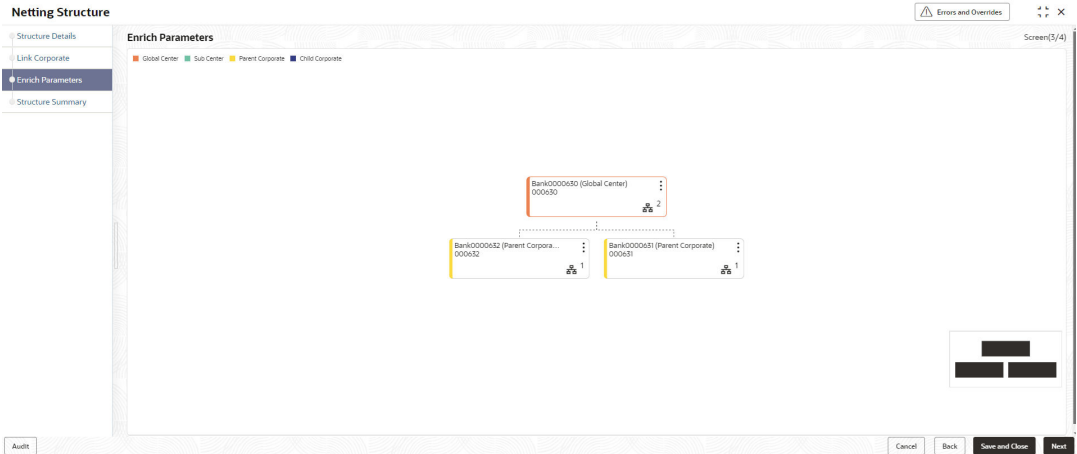 Netting Structure
Errors and Overrides
Structure Details
Link Corporate
Enrich Parameters
Structure Summary
Enrich Parameters
Screen(3/4)
Global Center Sub Center Parent Corporate Child Corporate
Bank0000630 (Global Center)
000630
2
Bank0000632 (Parent Corpora...
000632
1
Bank0000631 (Parent Corporate)
000631
1
Audit
Cancel
Back
Save and Close
Next